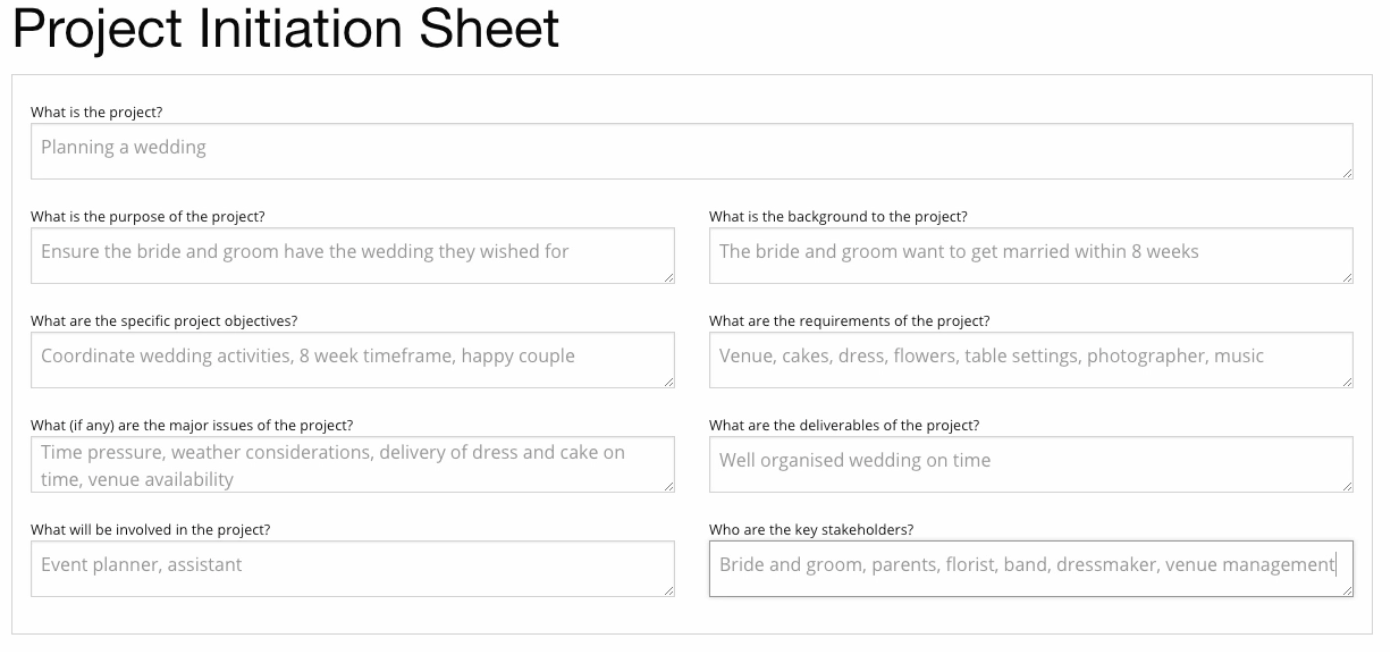 Project Initiation Sheet
What is the project?
Planning a wedding
What is the purpose of the project?
Ensure the bride and groom have the wedding they wished for
What is the background to the project?
The bride and groom want to get married within 8 weeks
What are the specific project objectives?
Coordinate wedding activities, 8 week timeframe, happy couple
What are the requirements of the project?
Venue, cakes, dress, flowers, table settings, photographer, music
What (if any) are the major issues of the project?
Time pressure, weather considerations, delivery of dress and cake on
time, venue availability
What are the deliverables of the project?
Well organised wedding on time
What will be involved in the project?
Event planner, assistant
Who are the key stakeholders?
Bride and groom, parents, florist, band, dressmaker, venue management